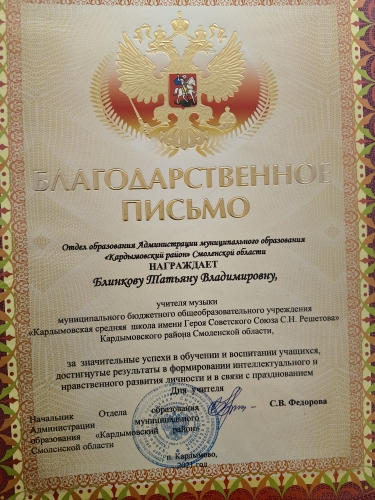 БЛАГОДАРСТВЕННОЕ
ПИСЬМО
Отдел образования Администрации муниципального образования
«Кардымовский район» Смоленской области
НАГРАЖДАЕТ
Блинкову Татьяну Владимировну,
учителя музыки
муниципального бюджетного общеобразовательного учреждения
«Кардымовская средняя школа имени Героя Советского Союза С.Н. Решетова»
Кардымовского района Смоленской области,
за значительные успехи в обучении и воспитании учащихся,
достигнутые результаты в формировании интеллектуального и
нравственного развития личности и в связи с празднованием
Дня учителя
Начальник Отдела образования
Администрации муниципального
образования «Кардымовский район»
Смоленской области
С.В. Федорова
п. Кардымово,
2021 год